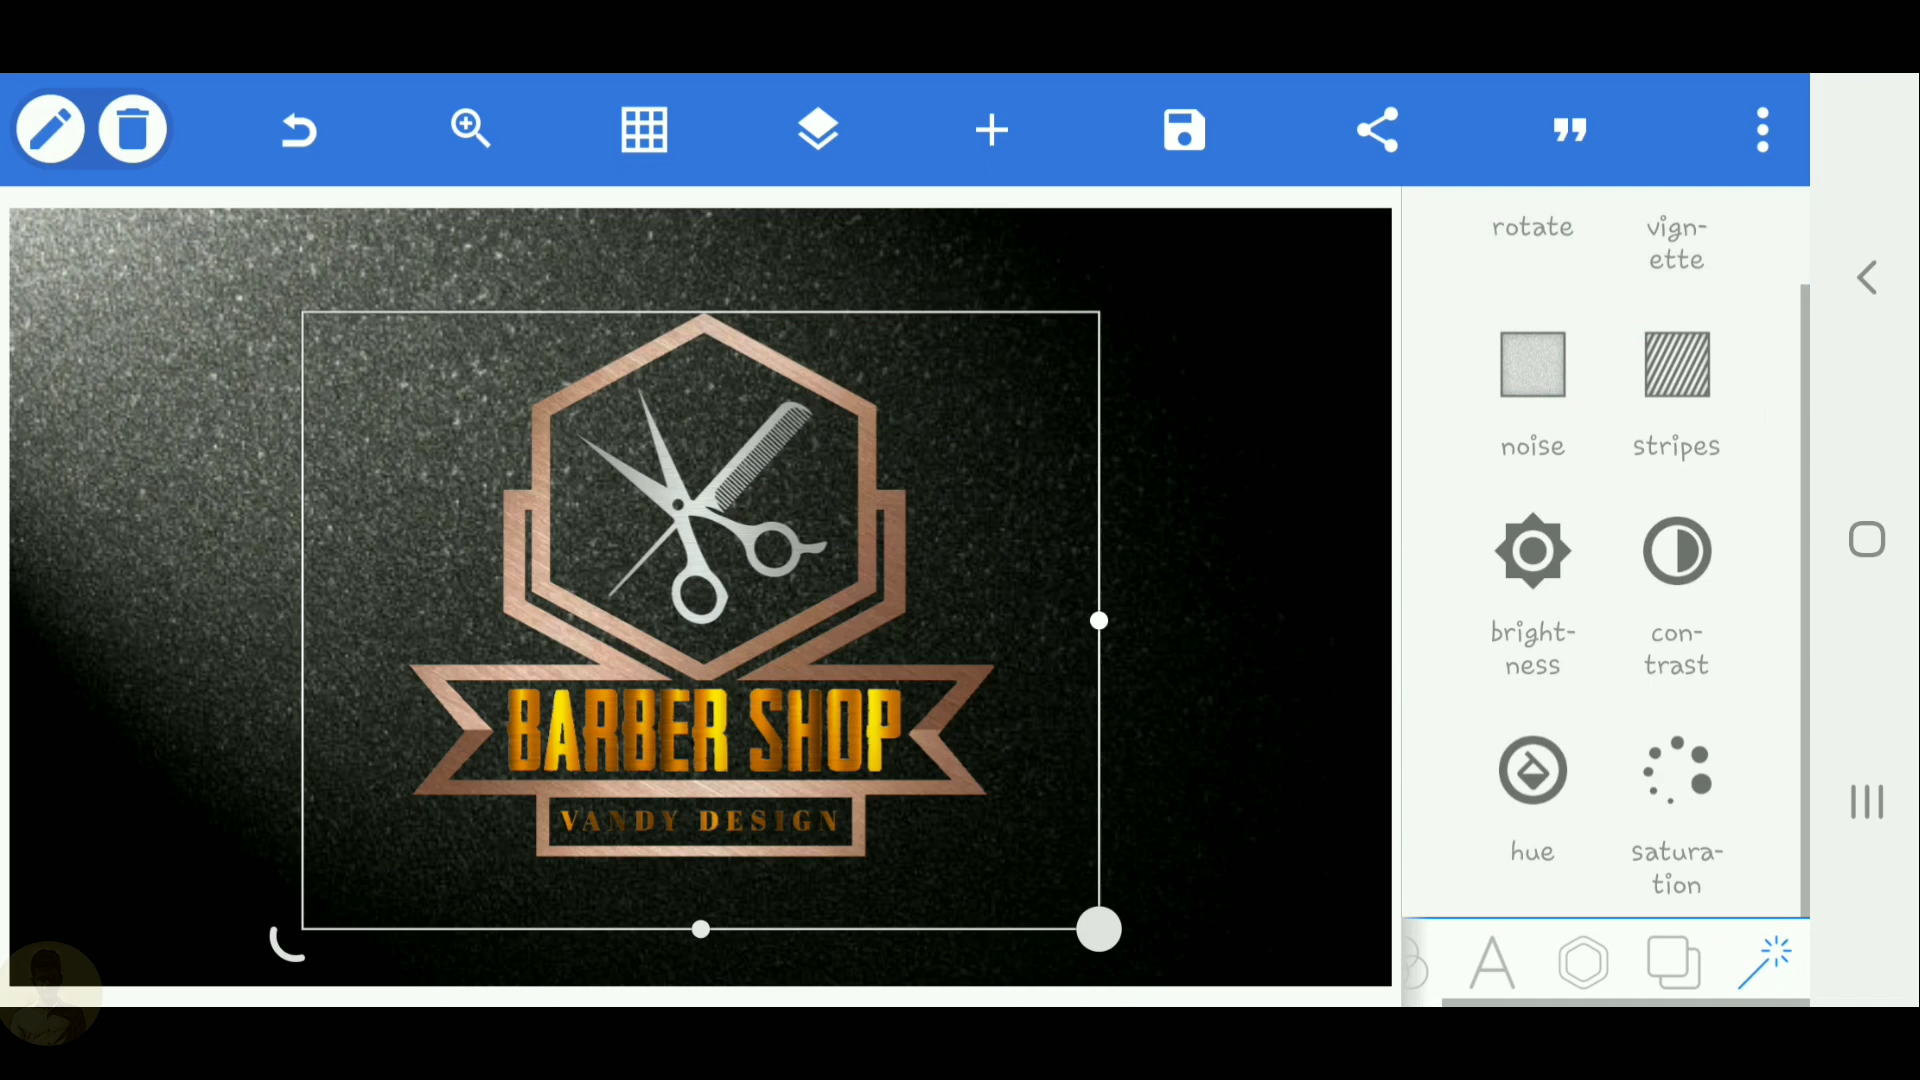 rotate
vign-
ette
noise
stripes
bright-
ness
con-
trast
hue
satura-
tion
BARBER SHOP
VANDY DESIGN